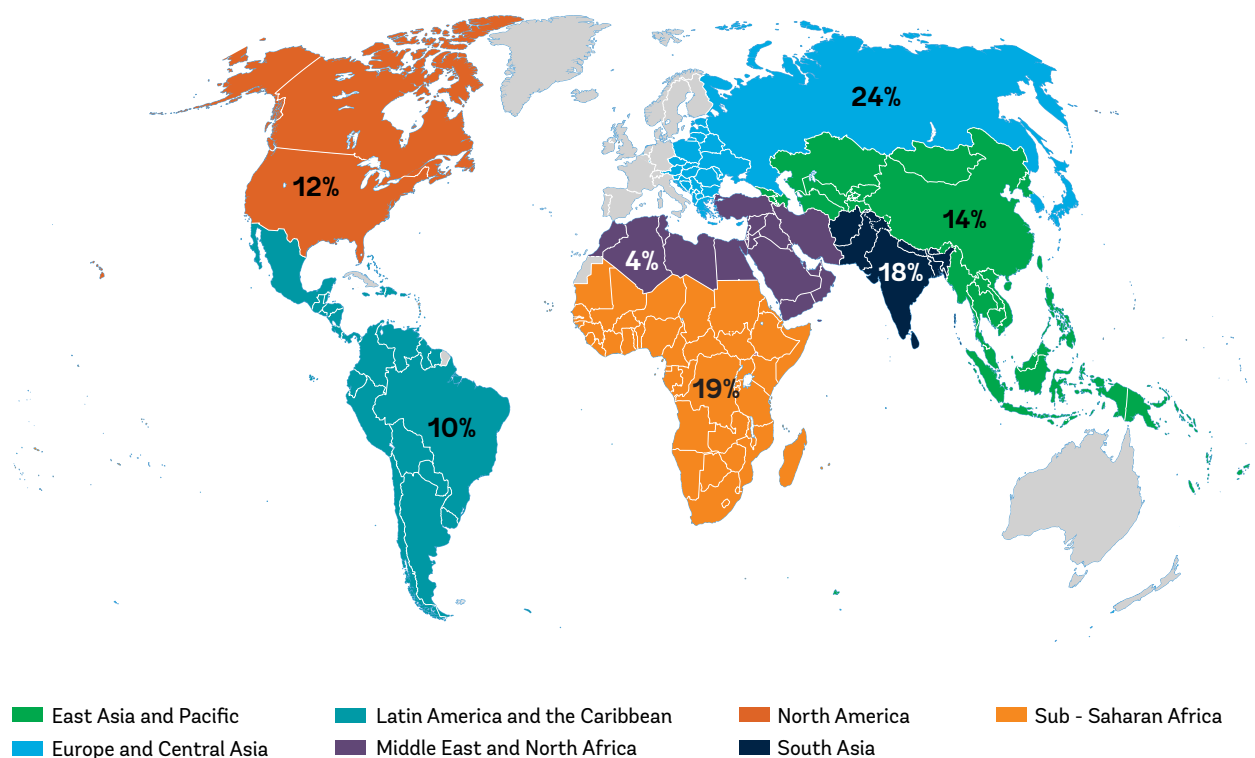 24%
12%
14%
4%
18%
19%
10%
East Asia and Pacific
Latin America and the Caribbean
North America
Sub - Saharan Africa
Europe and Central Asia
Middle East and North Africa
South Asia